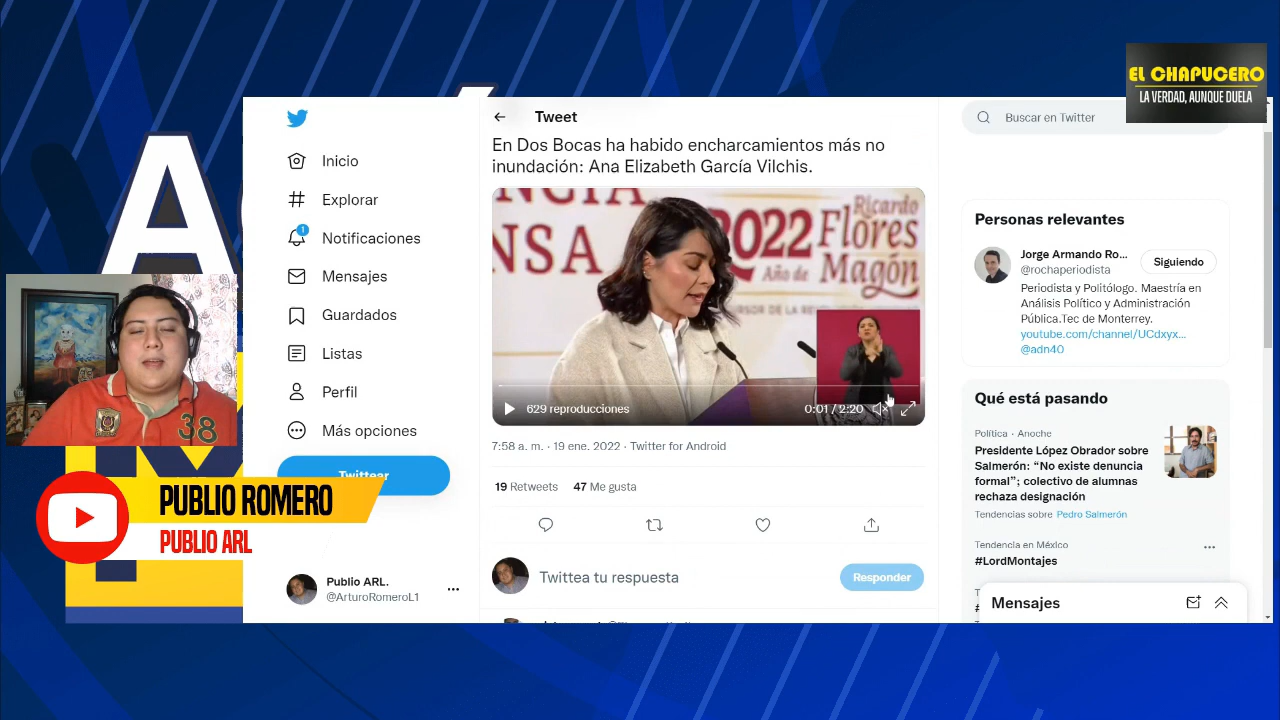 EL CHAPUCERO
LA VERDAD, AUNQUE DUELA
A
Inicio
Explorar
1
Notificaciones
Mensajes
Guardados
Listas
Perfil
Más opciones
Twittear
Publio ARL.
@ArturoRomeroL1
38
PUBLIO ROMERO
PUBLIO ARL
Tweet
En Dos Bocas ha habido encharcamientos más no
inundación: Ana Elizabeth García Vilchis.
NSA
2022
Año de
Ricardo
Flores
Magón
629 reproducciones
0:01 / 2:20
7:58 a. m. · 19 ene. 2022 · Twitter for Android
19 Retweets 47 Me gusta
Twittea tu respuesta
Responder
Buscar en Twitter
Personas relevantes
Jorge Armando Ro...
@rochaperiodista
Siguiendo
Periodista y Politólogo. Maestría en
Análisis Político y Administración
Pública.Tec de Monterrey.
youtube.com/channel/UCdxyx...
@adn40
Qué está pasando
Política · Anoche
Presidente López Obrador sobre
Salmerón: “No existe denuncia
formal”; colectivo de alumnas
rechaza designación
Tendencias sobre Pedro Salmerón
Tendencia en México
#LordMontajes
Mensajes